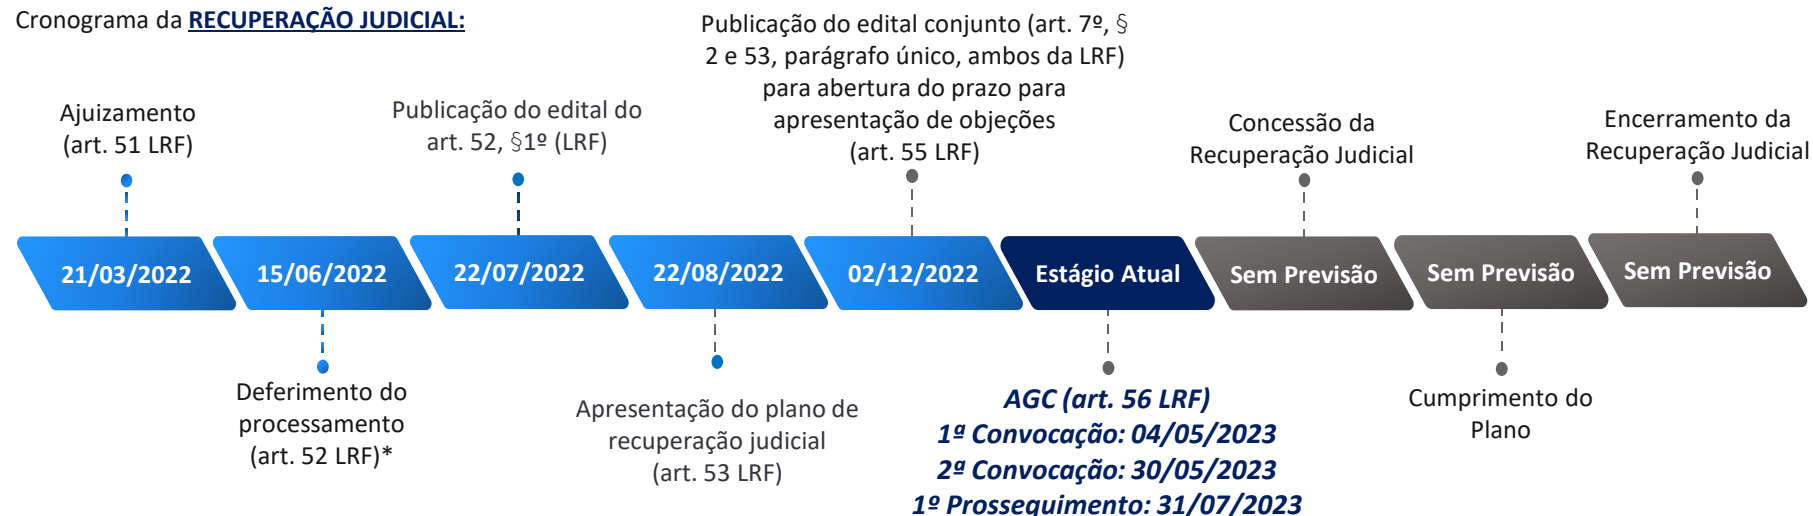 Cronograma da RECUPERAÇÃO JUDICIAL:
Ajuizamento
(art. 51 LRF)
Publicação do edital do
art. 52, §1º (LRF)
Publicação do edital conjunto (art. 7º, §
2 e 53, parágrafo único, ambos da LRF)
para abertura do prazo para
apresentação de objeções
(art. 55 LRF)
Concessão da
Recuperação Judicial
Encerramento da
Recuperação Judicial
21/03/2022
15/06/2022
22/07/2022
22/08/2022
02/12/2022
Estágio Atual
Sem Previsão
Sem Previsão
Sem Previsão
Deferimento do
processamento
(art. 52 LRF)*
Apresentação do plano de
recuperação judicial
(art. 53 LRF)
AGC (art. 56 LRF)
1ª Convocação: 04/05/2023
2ª Convocação: 30/05/2023
1º Prosseguimento: 31/07/2023
Cumprimento do
Plano